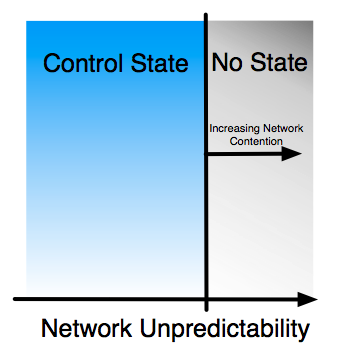 Control State
No State
Increasing Network
Contention
Network Unpredictability